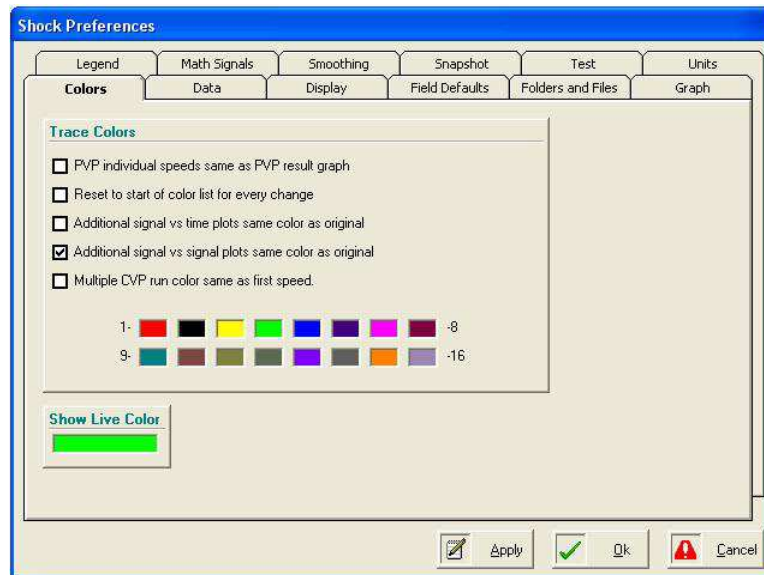 Shock Preferences
Legend Math Signals Smoothing Snapshot Test Units
Colors Data Display Field Defaults Folders and Files Graph
Trace Colors
PVP individual speeds same as PVP result graph
Reset to start of color list for every change
Additional signal vs time plots same color as original
Additional signal vs signal plots same color as original
Multiple CVP run color same as first speed.
1- -8
9- -16
Show Live Color
Apply Ok Cancel